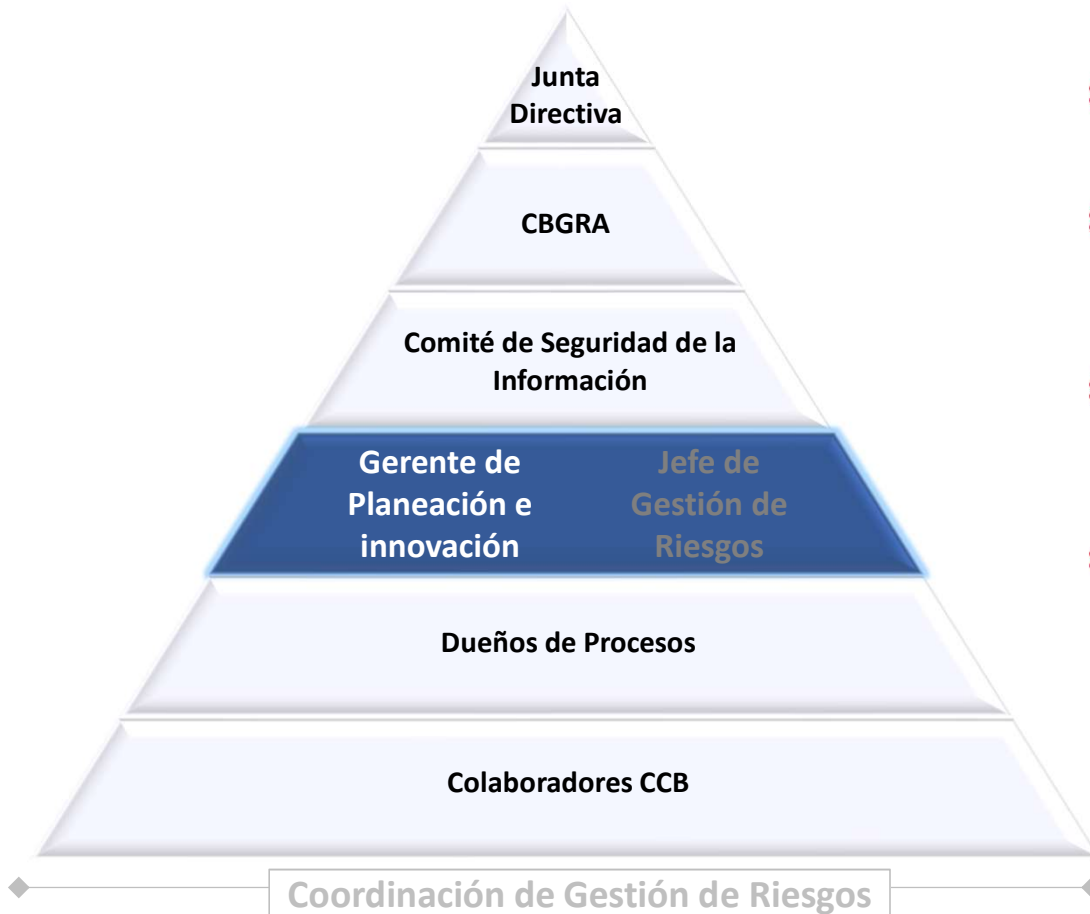 Junta
Directiva
CBGRA
Comité de Seguridad de la
Información
Gerente de
Planeación e
innovación
Jefe de
Gestión de
Riesgos
Dueños de Procesos
Colaboradores CCB
Coordinación de Gestión de Riesgos